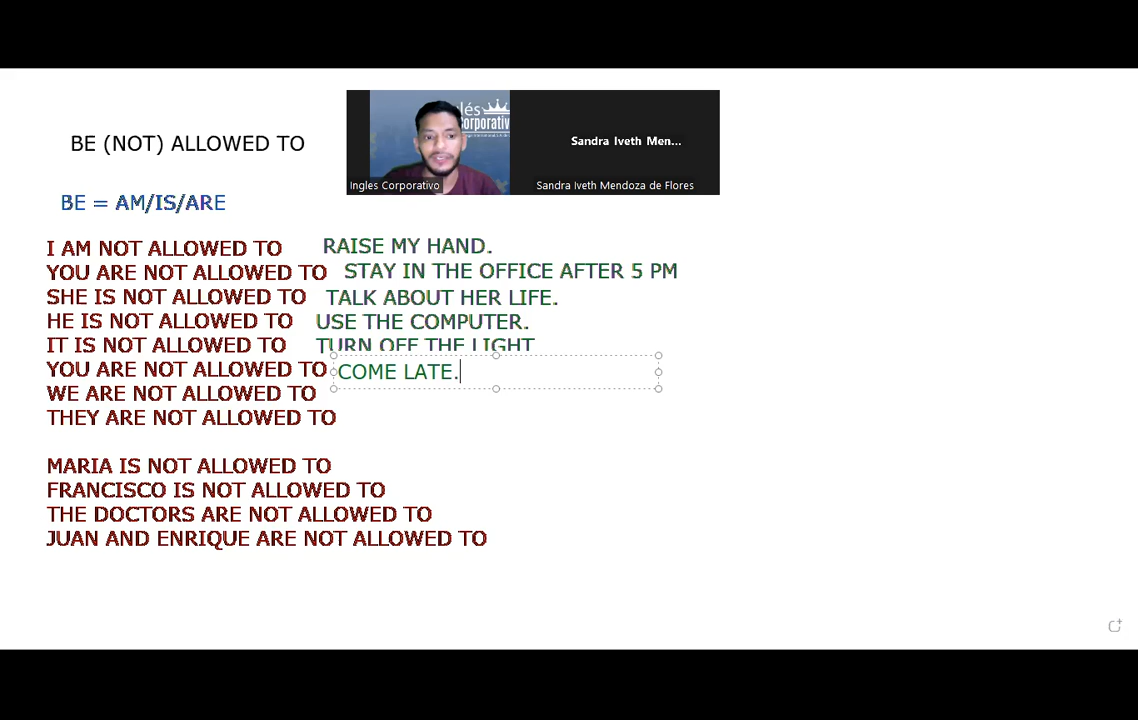 BE (NOT) ALLOWED TO
glés
Corporativ
Ingles Corporativo
Sandra Iveth Men...
Sandra Iveth Mendoza de Flores
BE = AM/IS/ARE
I AM NOT ALLOWED TO RAISE MY HAND.
YOU ARE NOT ALLOWED TO STAY IN THE OFFICE AFTER 5 PM
SHE IS NOT ALLOWED TO TALK ABOUT HER LIFE.
HE IS NOT ALLOWED TO USE THE COMPUTER.
IT IS NOT ALLOWED TO TURN OFF THE LIGHT
YOU ARE NOT ALLOWED TO COME LATE.
WE ARE NOT ALLOWED TO
THEY ARE NOT ALLOWED TO
MARIA IS NOT ALLOWED TO
FRANCISCO IS NOT ALLOWED TO
THE DOCTORS ARE NOT ALLOWED TO
JUAN AND ENRIQUE ARE NOT ALLOWED TO